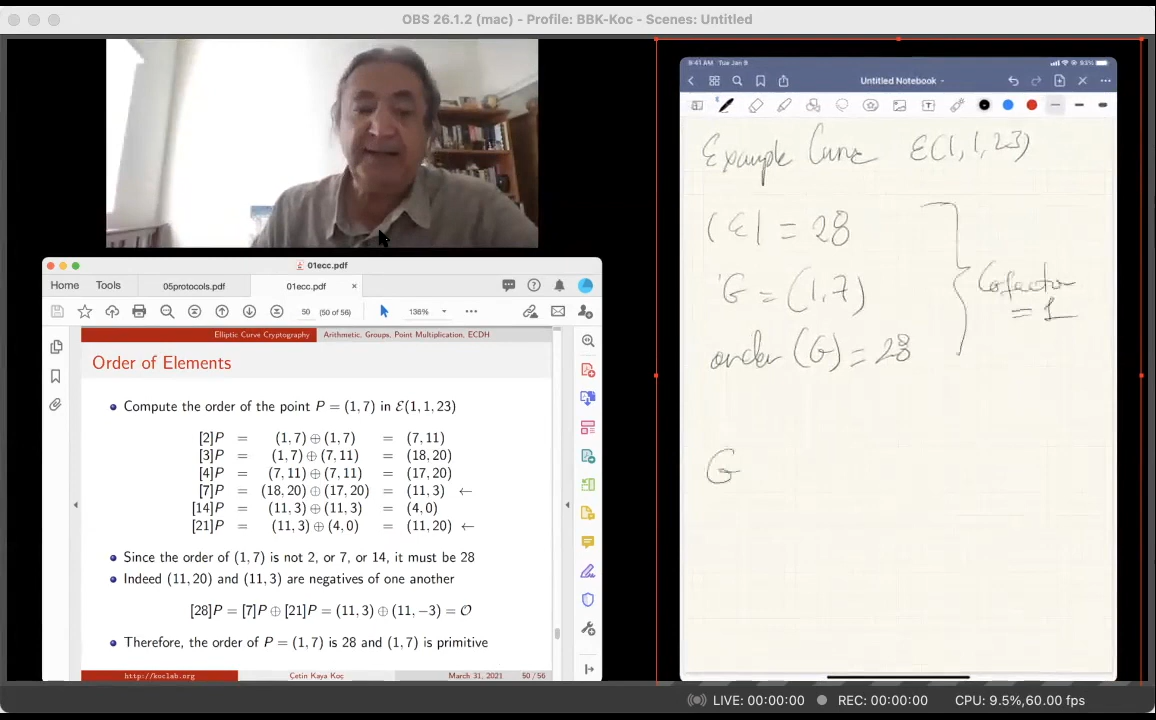 OBS 26.1.2 (mac) - Profile: BBK-Koc - Scenes: Untitled
01ecc.pdf
Home Tools 05protocols.pdf 01ecc.pdf ×
50 (50 of 56) 138%
Elliptic Curve Cryptography Arithmetic, Groups, Point Multiplication, ECDH
Order of Elements
Compute the order of the point P = (1, 7) in ℰ(1, 1, 23)
[2]P = (1, 7) ⊕ (1, 7) = (7, 11)
[3]P = (1, 7) ⊕ (7, 11) = (18, 20)
[4]P = (7, 11) ⊕ (7, 11) = (17, 20)
[7]P = (18, 20) ⊕ (17, 20) = (11, 3) ←
[14]P = (11, 3) ⊕ (11, 3) = (4, 0)
[21]P = (11, 3) ⊕ (4, 0) = (11, 20) ←
Since the order of (1, 7) is not 2, or 7, or 14, it must be 28
Indeed (11, 20) and (11, 3) are negatives of one another
[28]P = [7]P ⊕ [21]P = (11, 3) ⊕ (11, −3) = 𝒪
Therefore, the order of P = (1, 7) is 28 and (1, 7) is primitive
http://koclab.org Çetin Kaya Koç March 31, 2021 50 / 56
9:41 AM Tue Jan 9 93%
Untitled Notebook
Example Curve ℰ(1, 1, 23)
|ℰ| = 28
G = (1, 7)
Cofactor
= 1
order (G) = 28
G
LIVE: 00:00:00 REC: 00:00:00 CPU: 9.5%,60.00 fps